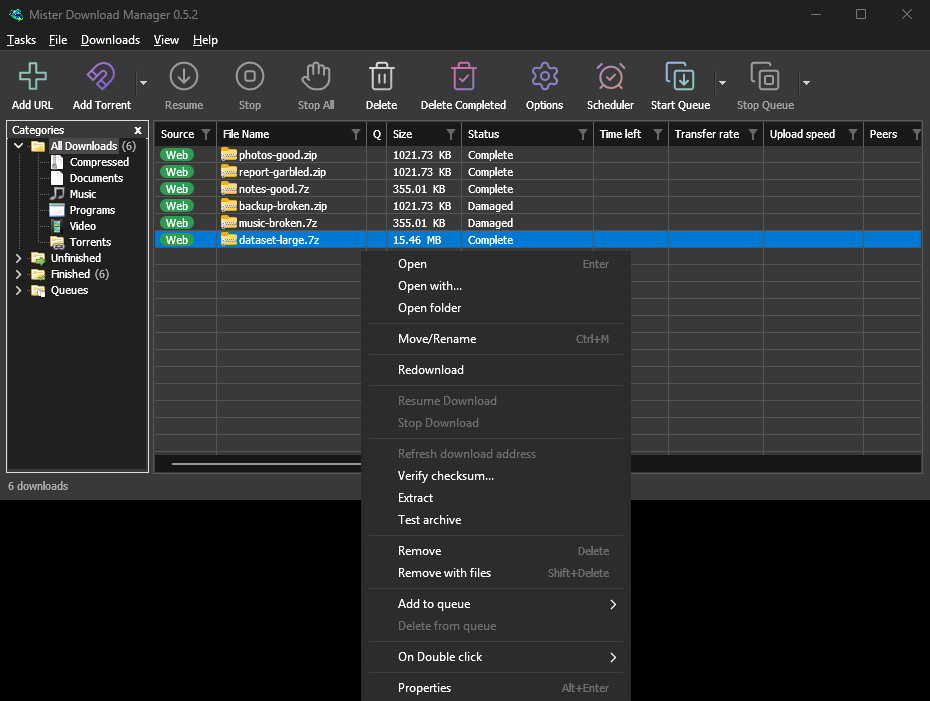 Mister Download Manager 0.5.2
Tasks File Downloads View Help
Add URL Add Torrent Resume Stop Stop All Delete Delete Completed Options Scheduler Start Queue Stop Queue
Categories x
All Downloads (6)
Compressed
Documents
Music
Programs
Video
Torrents
Unfinished
Finished (6)
Queues
Source File Name Q Size Status Time left Transfer rate Upload speed Peers
Web photos-good.zip 1021.73 KB Complete
Web report-garbled.zip 1021.73 KB Complete
Web notes-good.7z 355.01 KB Complete
Web backup-broken.zip 1021.73 KB Damaged
Web music-broken.7z 355.01 KB Damaged
Web dataset-large.7z 15.46 MB Complete
Open Enter
Open with...
Open folder
Move/Rename Ctrl+M
Redownload
Resume Download
Stop Download
Refresh download address
Verify checksum...
Extract
Test archive
Remove Delete
Remove with files Shift+Delete
Add to queue
Delete from queue
On Double click
Properties Alt+Enter
6 downloads